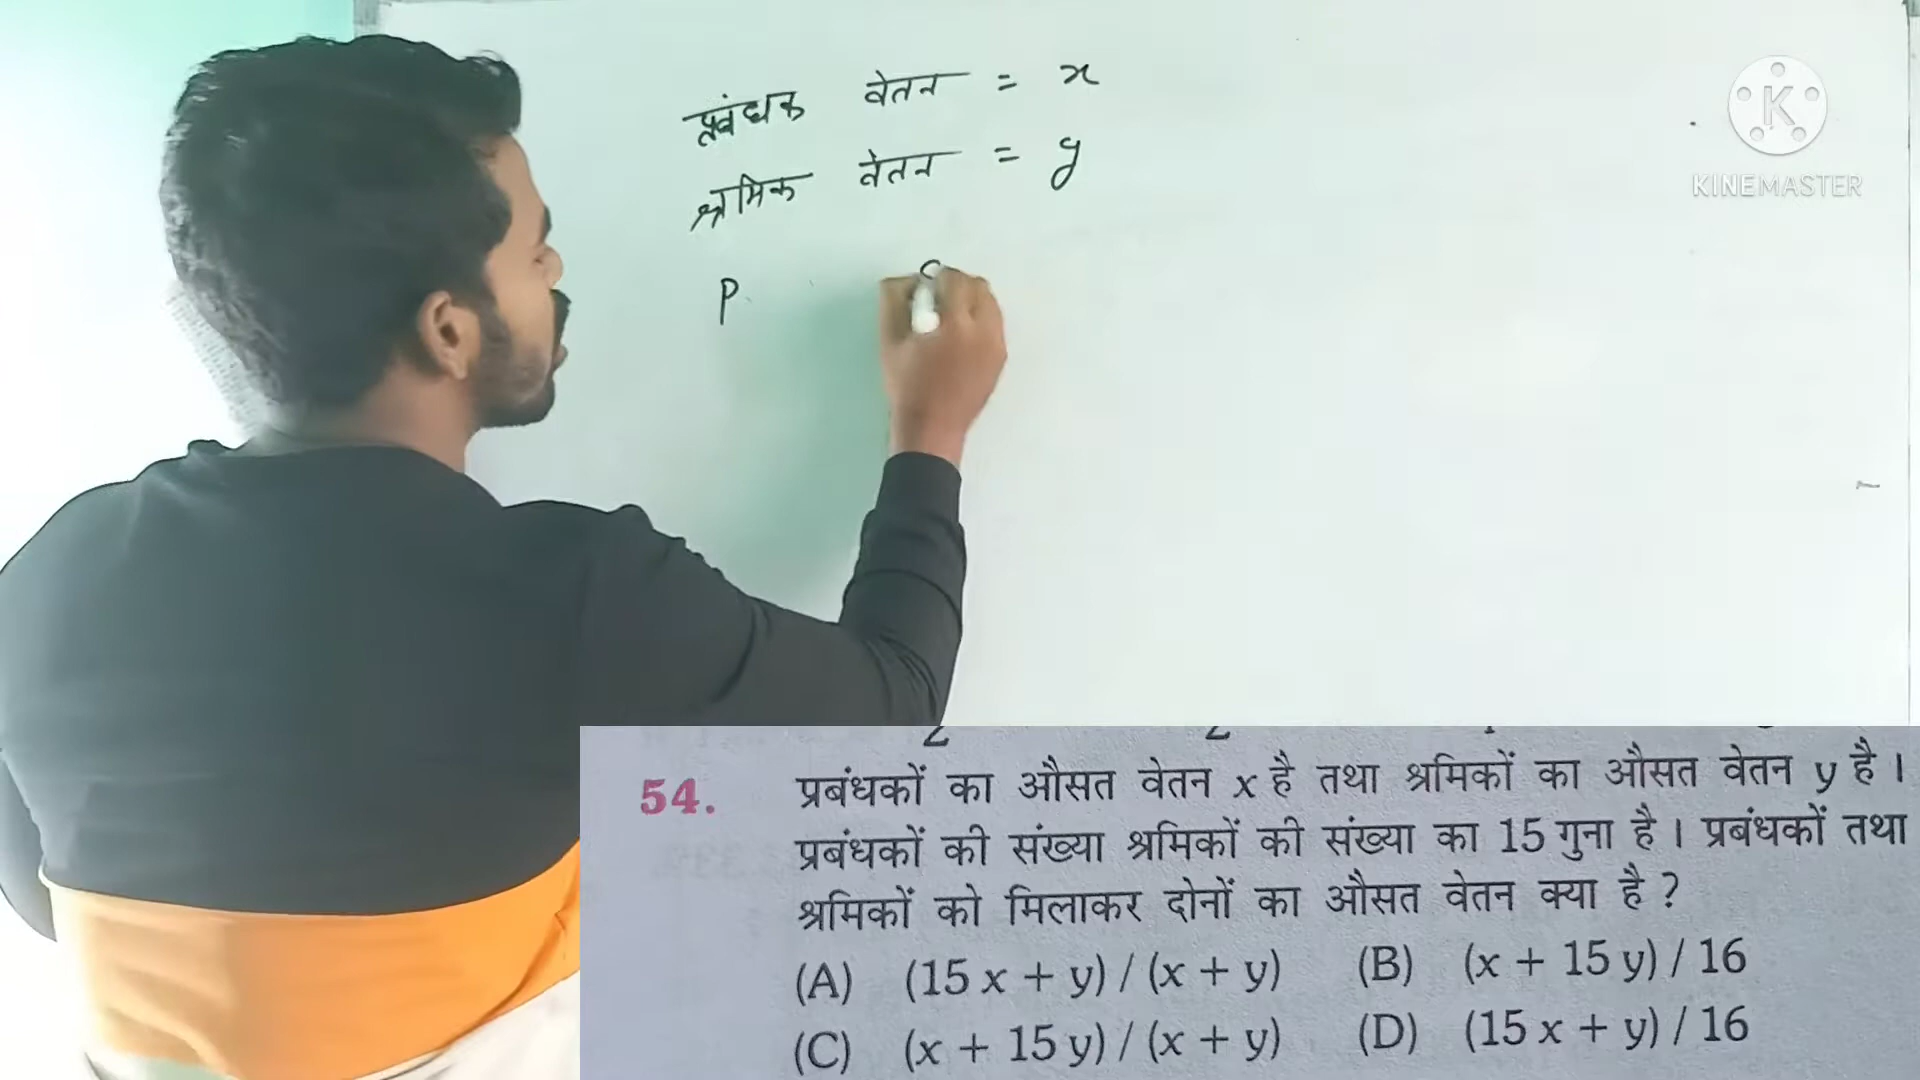 प्रबंधक वेतन = x
श्रमिक वेतन = y
P
KINEMASTER
54. प्रबंधकों का औसत वेतन x है तथा श्रमिकों का औसत वेतन y है ।
प्रबंधकों की संख्या श्रमिकों की संख्या का 15 गुना है । प्रबंधकों तथा
श्रमिकों को मिलाकर दोनों का औसत वेतन क्या है ?
(A) (15 x + y) / (x + y) (B) (x + 15 y) / 16
(C) (x + 15 y) / (x + y) (D) (15 x + y) / 16